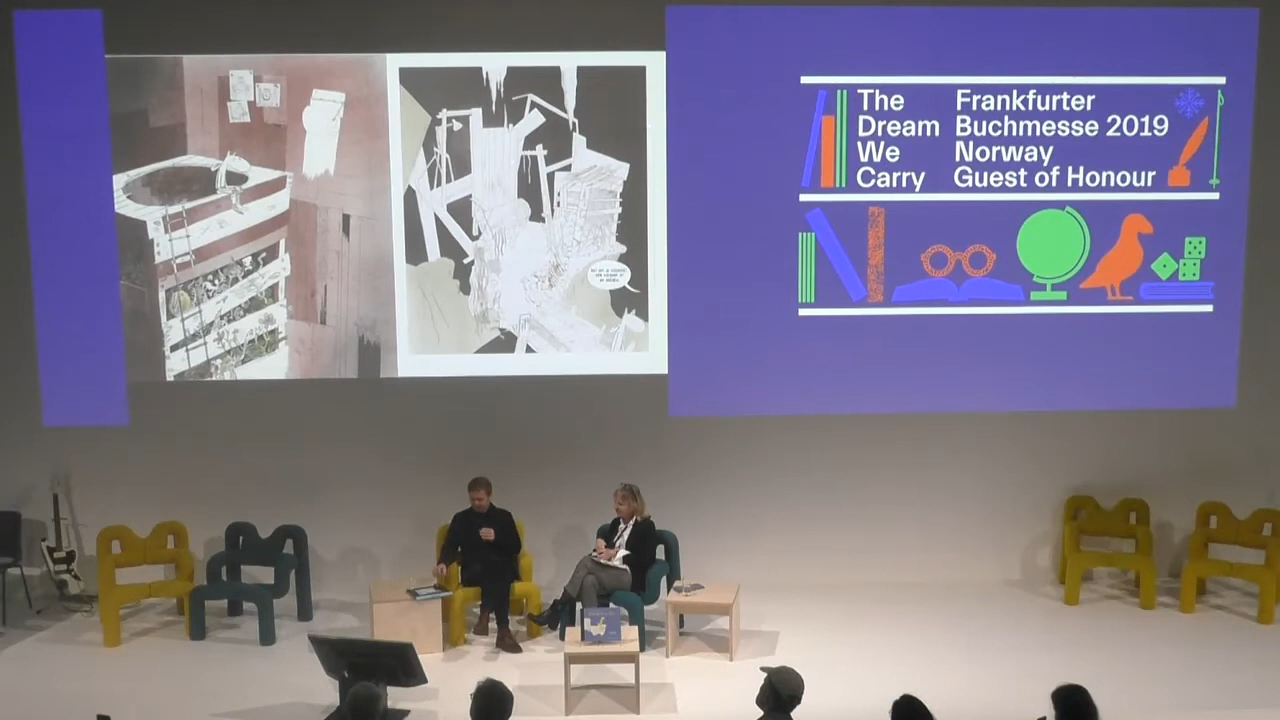 The
Dream
We
Carry
Frankfurter
Buchmesse 2019
Norway
Guest of Honour